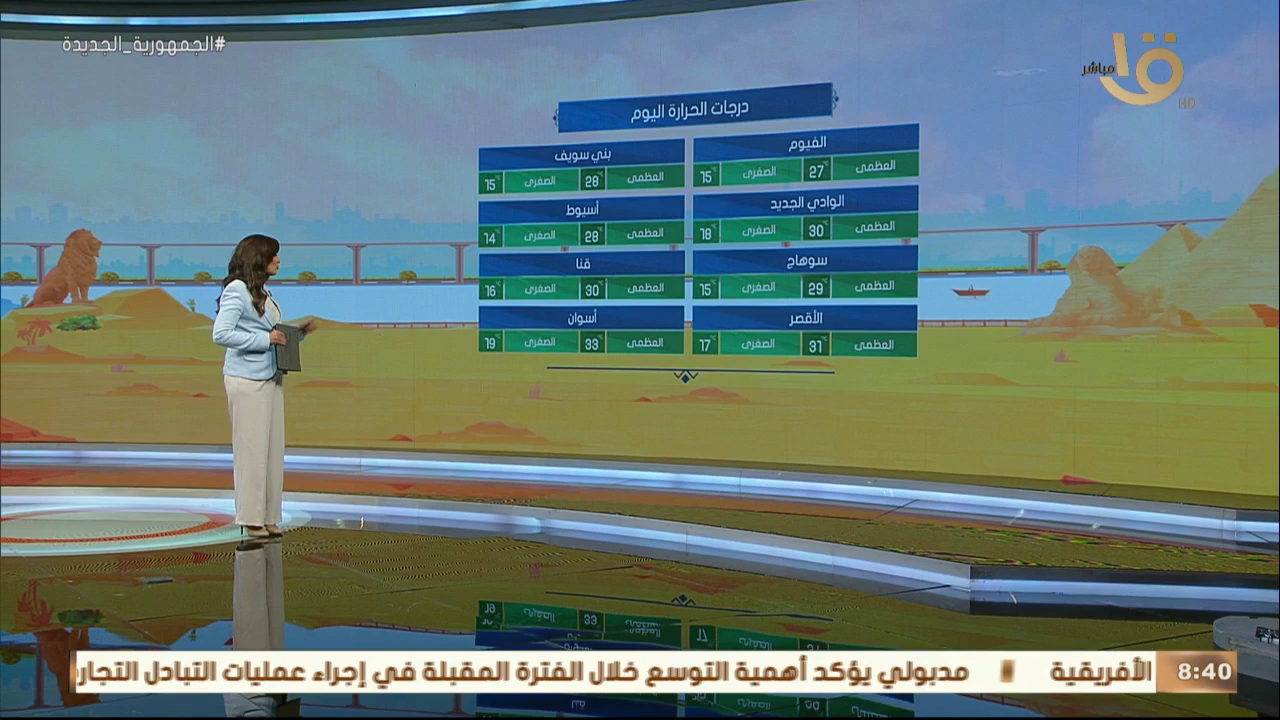 #الجمهورية_الجديدة
مباشر
HD
درجات الحرارة اليوم
الفيوم
العظمى 27 الصغرى 15
بني سويف
العظمى 28 الصغرى 15
الوادي الجديد
العظمى 30 الصغرى 18
أسيوط
العظمى 28 الصغرى 14
سوهاج
العظمى 29 الصغرى 15
قنا
العظمى 30 الصغرى 16
الأقصر
العظمى 31 الصغرى 17
أسوان
العظمى 33 الصغرى 19
8:40 الأفريقية مدبولي يؤكد أهمية التوسع خلال الفترة المقبلة في إجراء عمليات التبادل